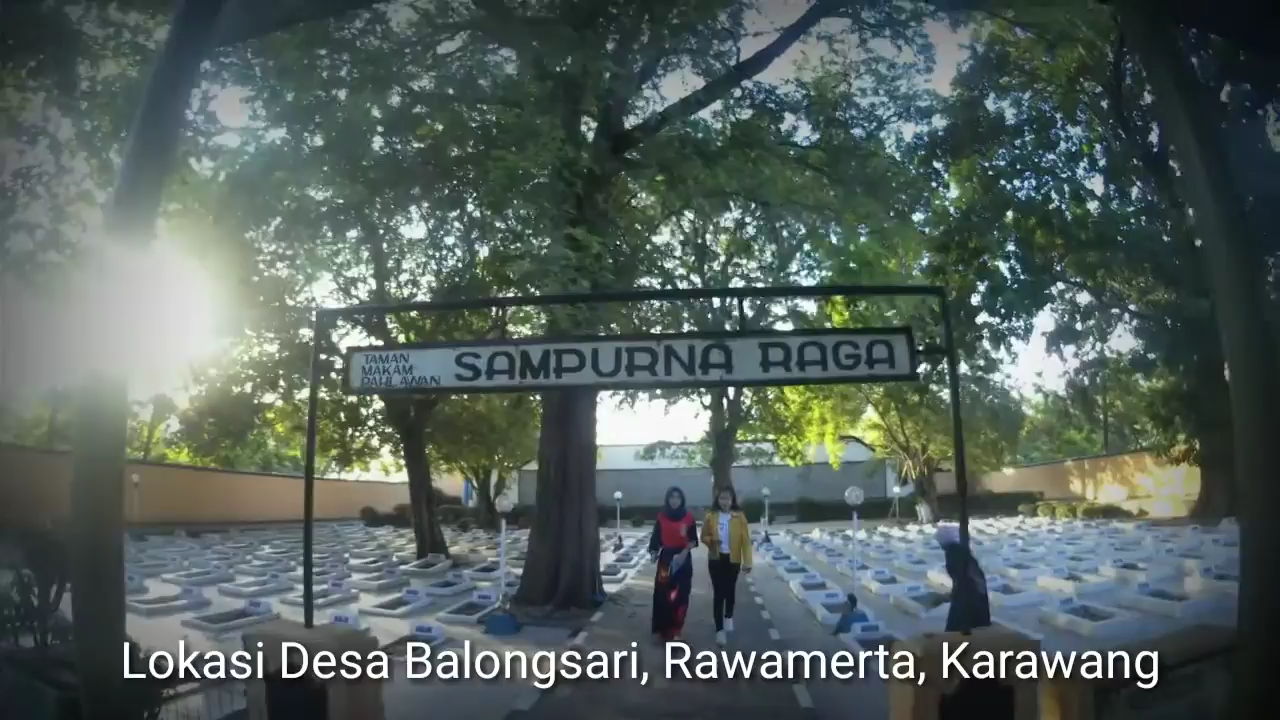 TAMAN
MAKAM
PAHLAWAN
SAMPURNA RAGA
Lokasi Desa Balongsari, Rawamerta, Karawang